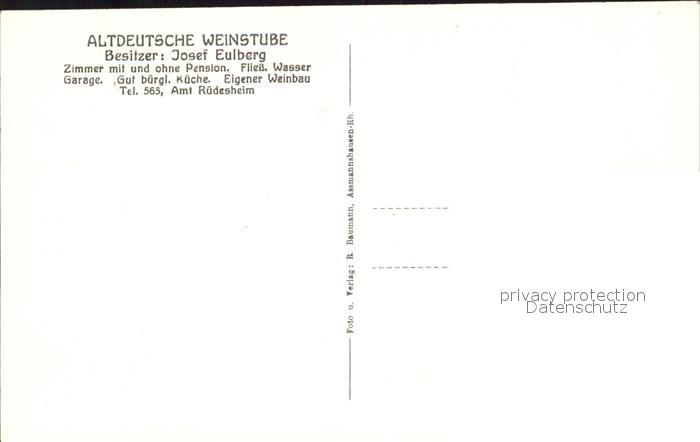 ALTDEUTSCHE WEINSTUBE
Besitzer: Josef Eulberg
Zimmer mit und ohne Pension. Fließ. Wasser
Garage. Gut bürgl. Küche. Eigener Weinbau
Tel. 565, Amt Rüdesheim
Foto u. Verlag: R. Baumann, Assmannshausen-Rh.
privacy protection
Datenschutz